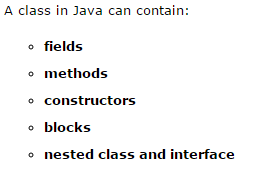 A class in Java can contain:
fields
methods
constructors
blocks
nested class and interface